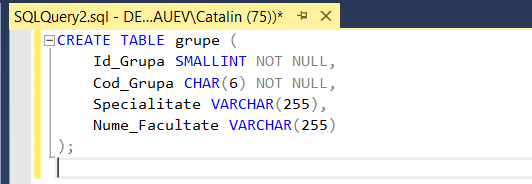 SQLQuery2.sql - DE...AUEV\Catalin (75))*
CREATE TABLE grupe (
    Id_Grupa SMALLINT NOT NULL,
    Cod_Grupa CHAR(6) NOT NULL,
    Specialitate VARCHAR(255),
    Nume_Facultate VARCHAR(255)
);